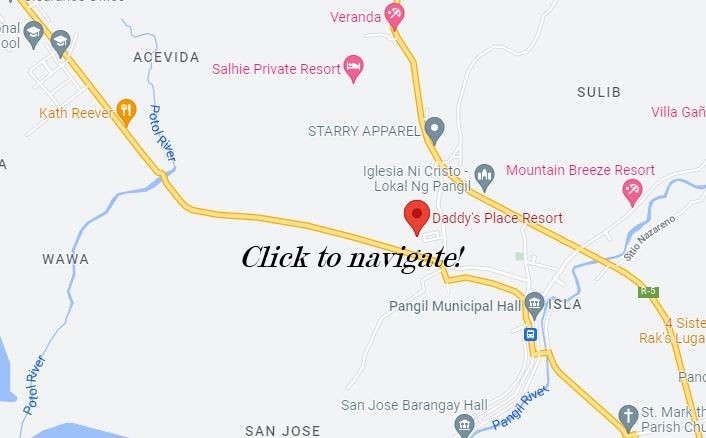 Clearance Office
Veranda
ACEVIDA
Salhie Private Resort
SULIB
Kath Reever
Potol River
STARRY APPAREL
Villa Gañ
Iglesia Ni Cristo -
Lokal Ng Pangil
Mountain Breeze Resort
Daddy's Place Resort
Sitio Nazareno
WAWA
Click to navigate!
R-5
Pangil Municipal Hall
ISLA
4 Siste
Rak's Luga
Potol River
Panc
Pangil River
San Jose Barangay Hall
St. Mark th
Parish Chu
SAN JOSE